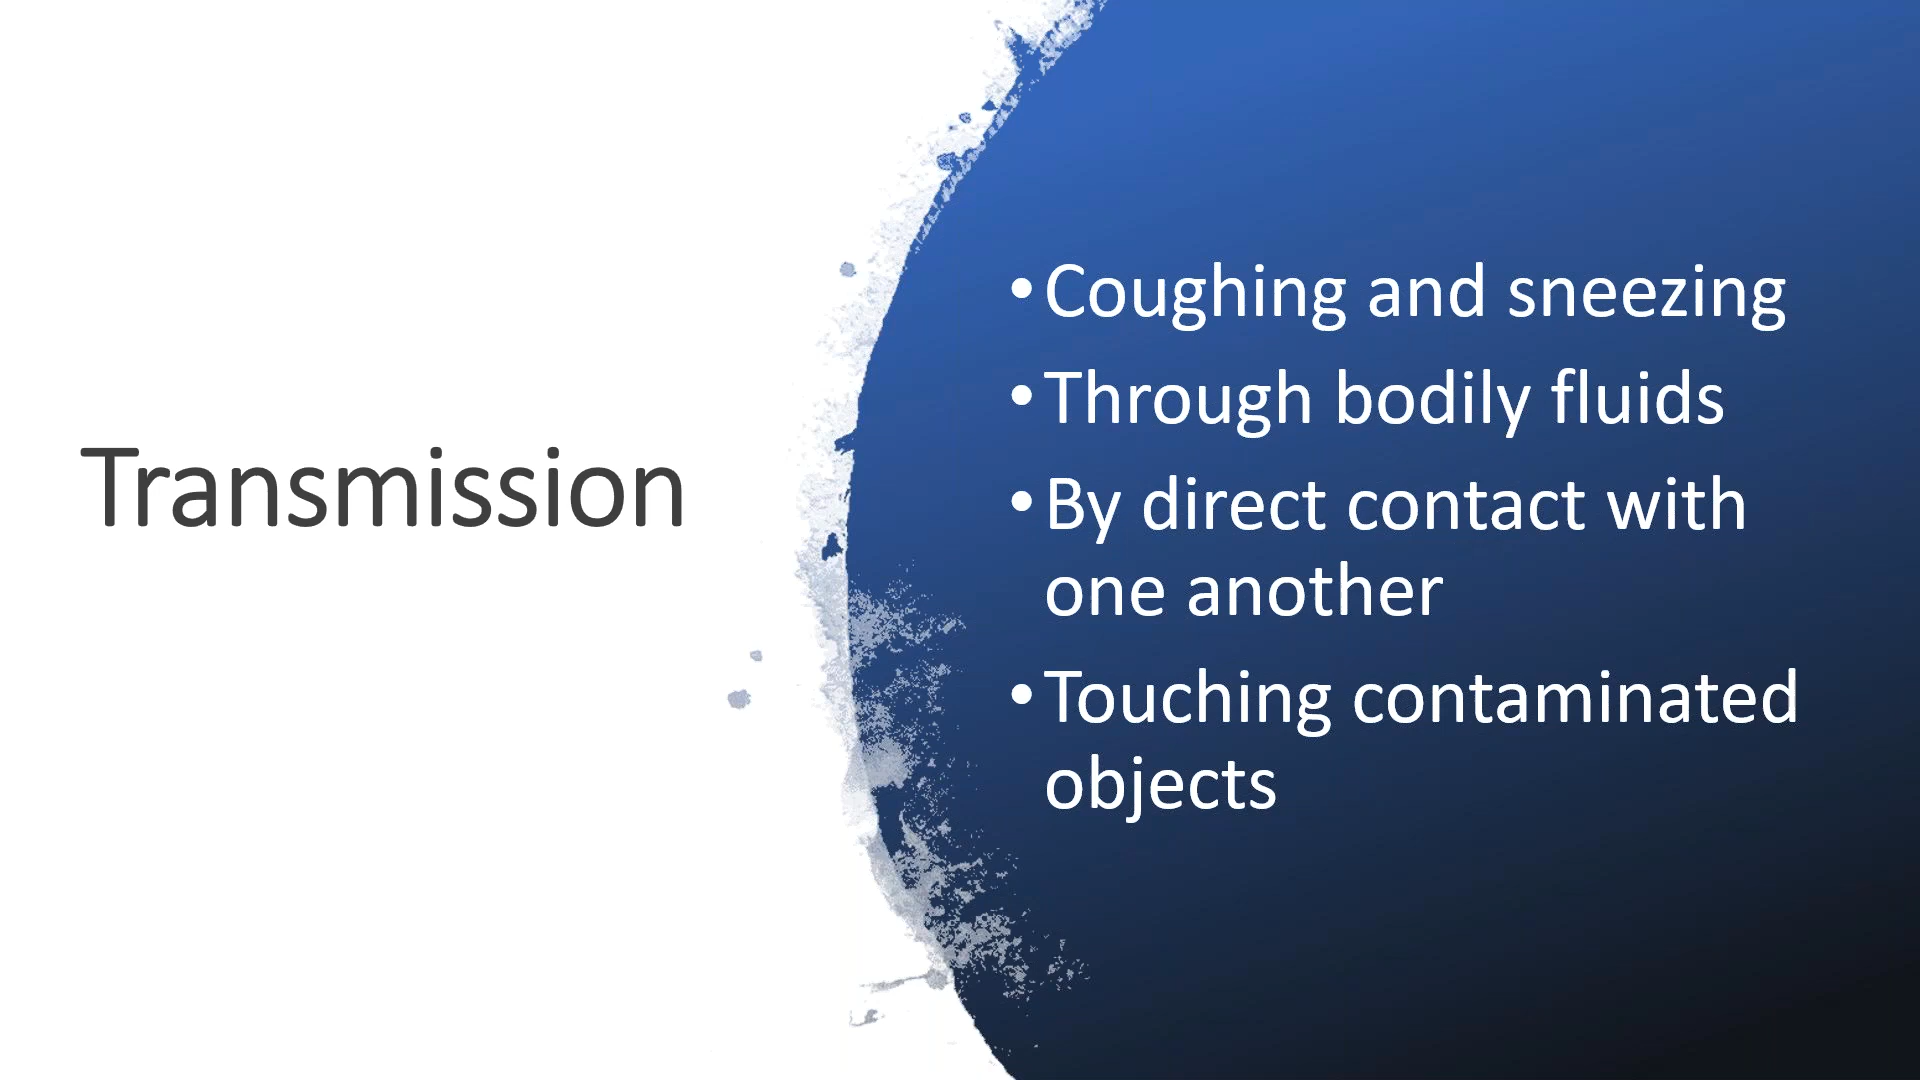 Transmission
• Coughing and sneezing
• Through bodily fluids
• By direct contact with
one another
• Touching contaminated
objects